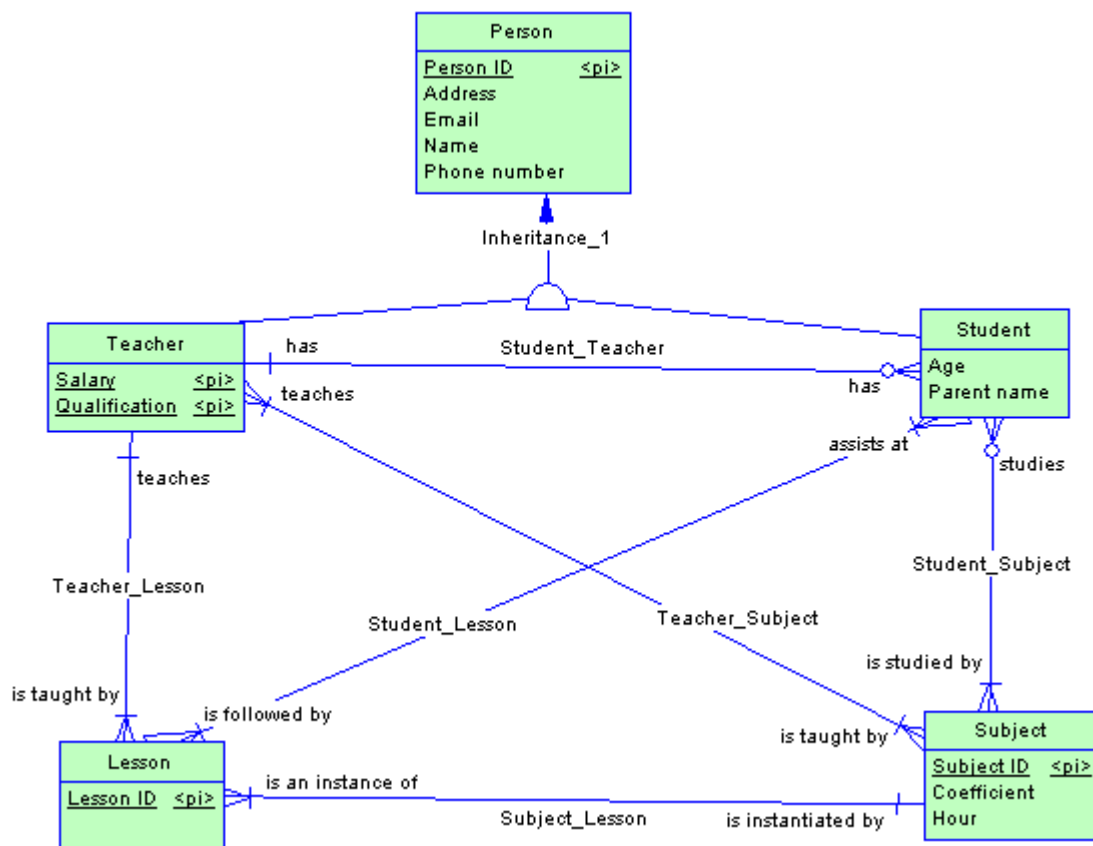 Person
Person ID <pi>
Address
Email
Name
Phone number
Inheritance_1
Teacher
Salary <pi>
Qualification <pi>
Student
Age
Parent name
has
Student_Teacher
has
teaches
assists at
studies
teaches
Teacher_Lesson
Student_Lesson
Teacher_Subject
Student_Subject
is taught by
is followed by
is taught by
is studied by
Lesson
Lesson ID <pi>
is an instance of
Subject_Lesson
is instantiated by
Subject
Subject ID <pi>
Coefficient
Hour